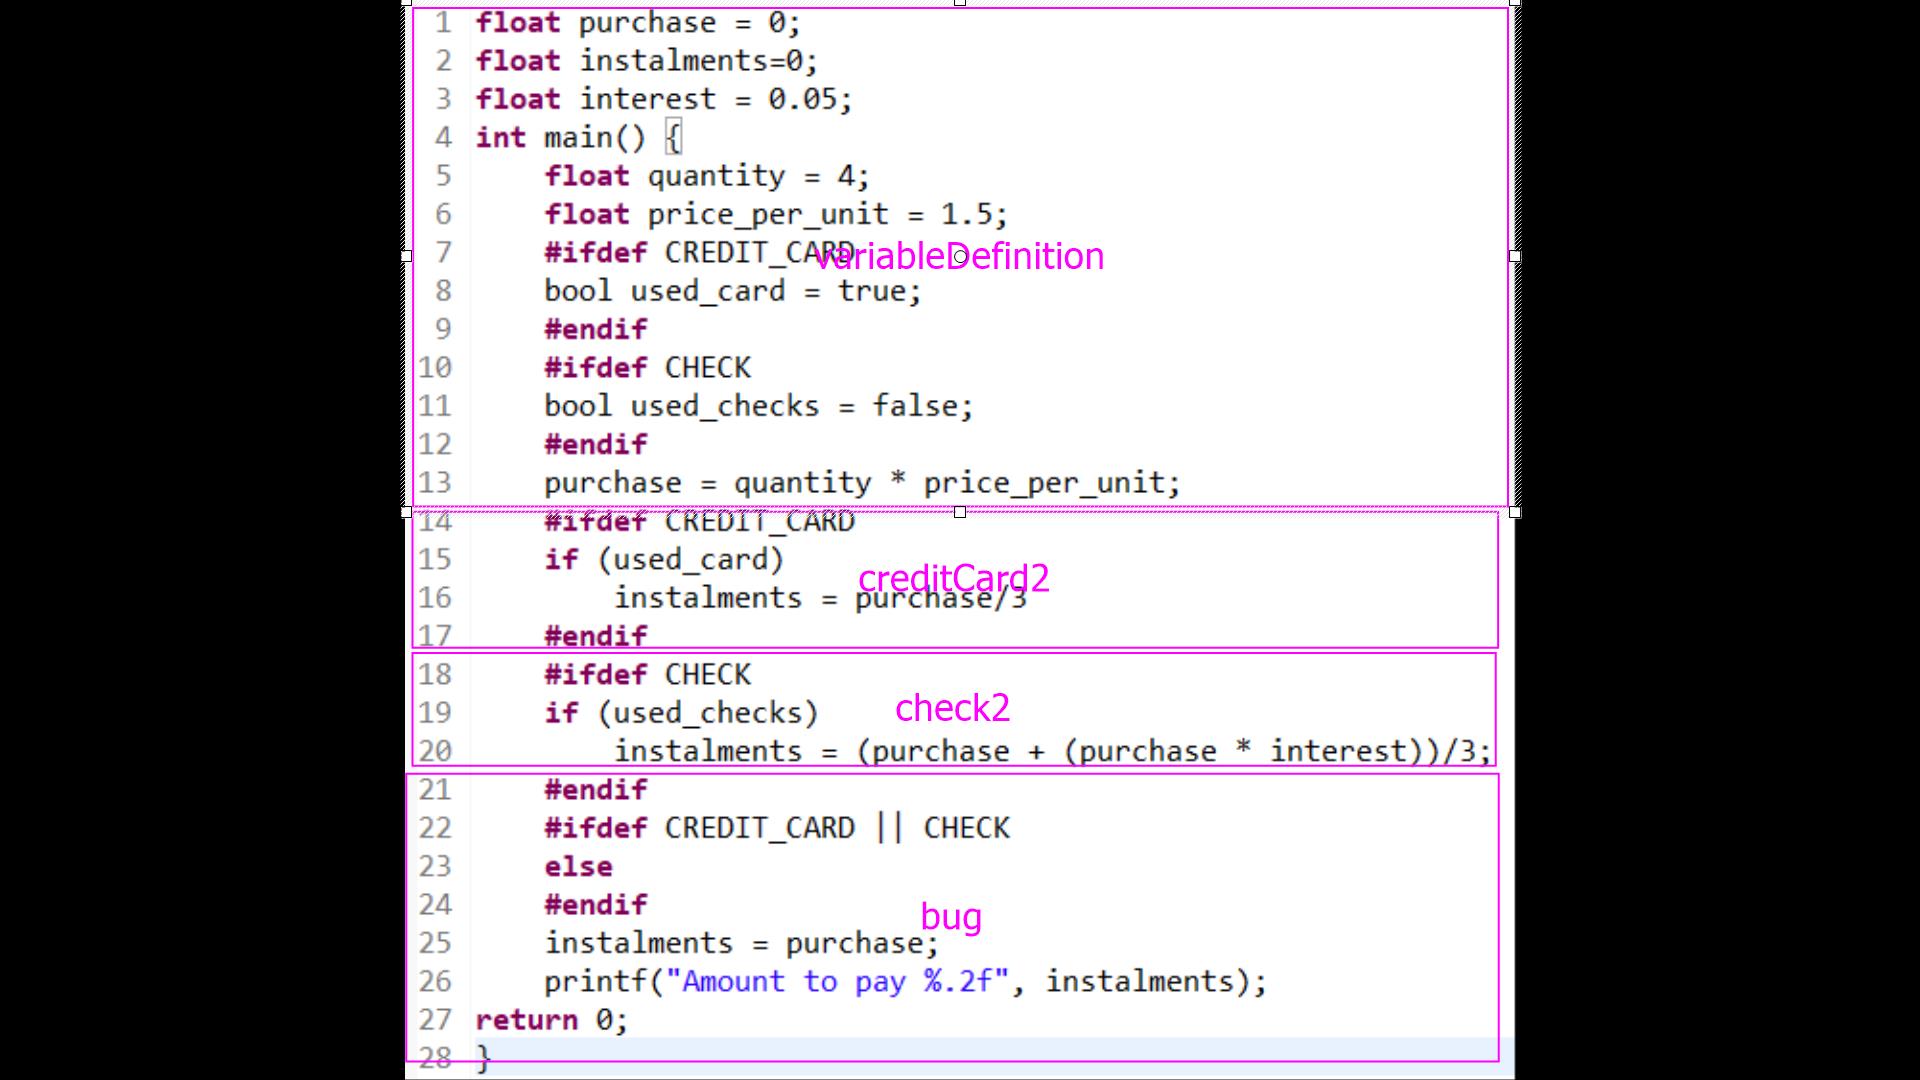 1 float purchase = 0;
2 float instalments=0;
3 float interest = 0.05;
4 int main() {
5 float quantity = 4;
6 float price_per_unit = 1.5;
7 #ifdef CREDIT_CARD
variableDefinition
8 bool used_card = true;
9 #endif
10 #ifdef CHECK
11 bool used_checks = false;
12 #endif
13 purchase = quantity * price_per_unit;
14 #ifdef CREDIT_CARD
15 if (used_card)
creditCard2
16 instalments = purchase/3
17 #endif
18 #ifdef CHECK
19 if (used_checks)
check2
20 instalments = (purchase + (purchase * interest))/3;
21 #endif
22 #ifdef CREDIT_CARD || CHECK
23 else
24 #endif
bug
25 instalments = purchase;
26 printf("Amount to pay %.2f", instalments);
27 return 0;
28 }